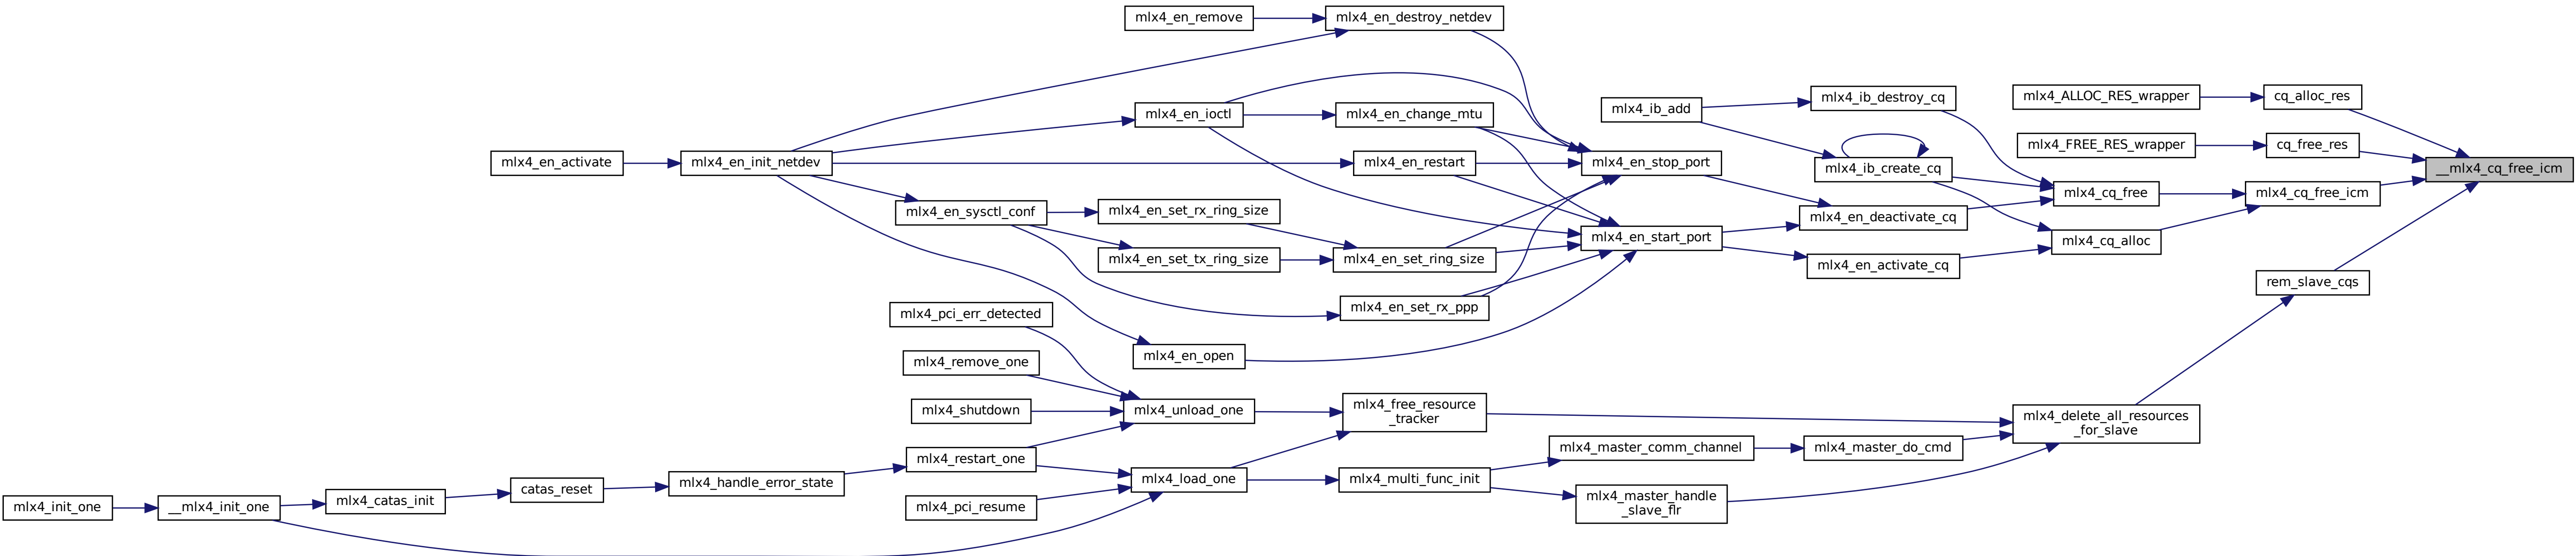 mlx4_en_remove
mlx4_en_destroy_netdev
mlx4_ib_destroy_cq
mlx4_ALLOC_RES_wrapper
cq_alloc_res
mlx4_en_ioctl
mlx4_en_change_mtu
mlx4_ib_add
mlx4_FREE_RES_wrapper
cq_free_res
mlx4_en_activate
mlx4_en_init_netdev
mlx4_en_restart
mlx4_en_stop_port
mlx4_ib_create_cq
__mlx4_cq_free_icm
mlx4_cq_free
mlx4_cq_free_icm
mlx4_en_sysctl_conf
mlx4_en_set_rx_ring_size
mlx4_en_deactivate_cq
mlx4_en_start_port
mlx4_cq_alloc
mlx4_en_set_tx_ring_size
mlx4_en_set_ring_size
mlx4_en_activate_cq
rem_slave_cqs
mlx4_en_set_rx_ppp
mlx4_pci_err_detected
mlx4_en_open
mlx4_remove_one
mlx4_shutdown
mlx4_unload_one
mlx4_free_resource
_tracker
mlx4_delete_all_resources
_for_slave
mlx4_master_comm_channel
mlx4_master_do_cmd
mlx4_restart_one
mlx4_load_one
mlx4_multi_func_init
mlx4_handle_error_state
catas_reset
mlx4_catas_init
mlx4_init_one
__mlx4_init_one
mlx4_pci_resume
mlx4_master_handle
_slave_flr